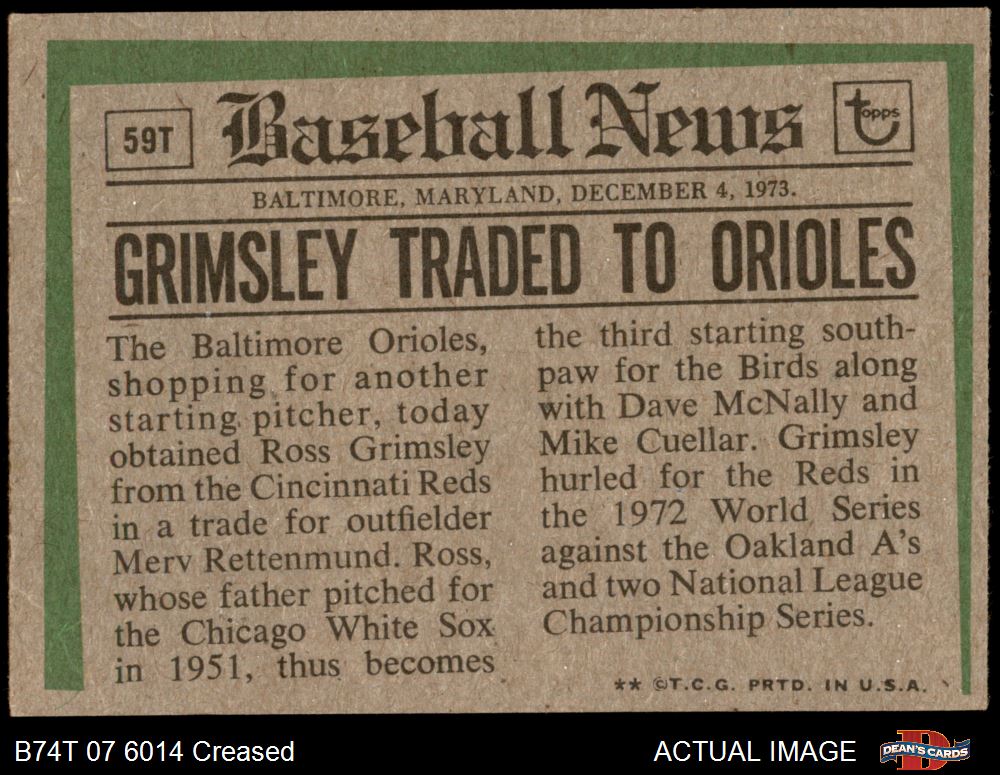 59T
Baseball News
topps
BALTIMORE, MARYLAND, DECEMBER 4, 1973.
GRIMSLEY TRADED TO ORIOLES
The Baltimore Orioles,
shopping for another
starting pitcher, today
obtained Ross Grimsley
from the Cincinnati Reds
in a trade for outfielder
Merv Rettenmund. Ross,
whose father pitched for
the Chicago White Sox
in 1951, thus becomes
the third starting south-
paw for the Birds along
with Dave McNally and
Mike Cuellar. Grimsley
hurled for the Reds in
the 1972 World Series
against the Oakland A's
and two National League
Championship Series.
** ©T.C.G. PRTD. IN U.S.A.
B74T 07 6014 Creased
ACTUAL IMAGE
D
DEAN'S CARDS